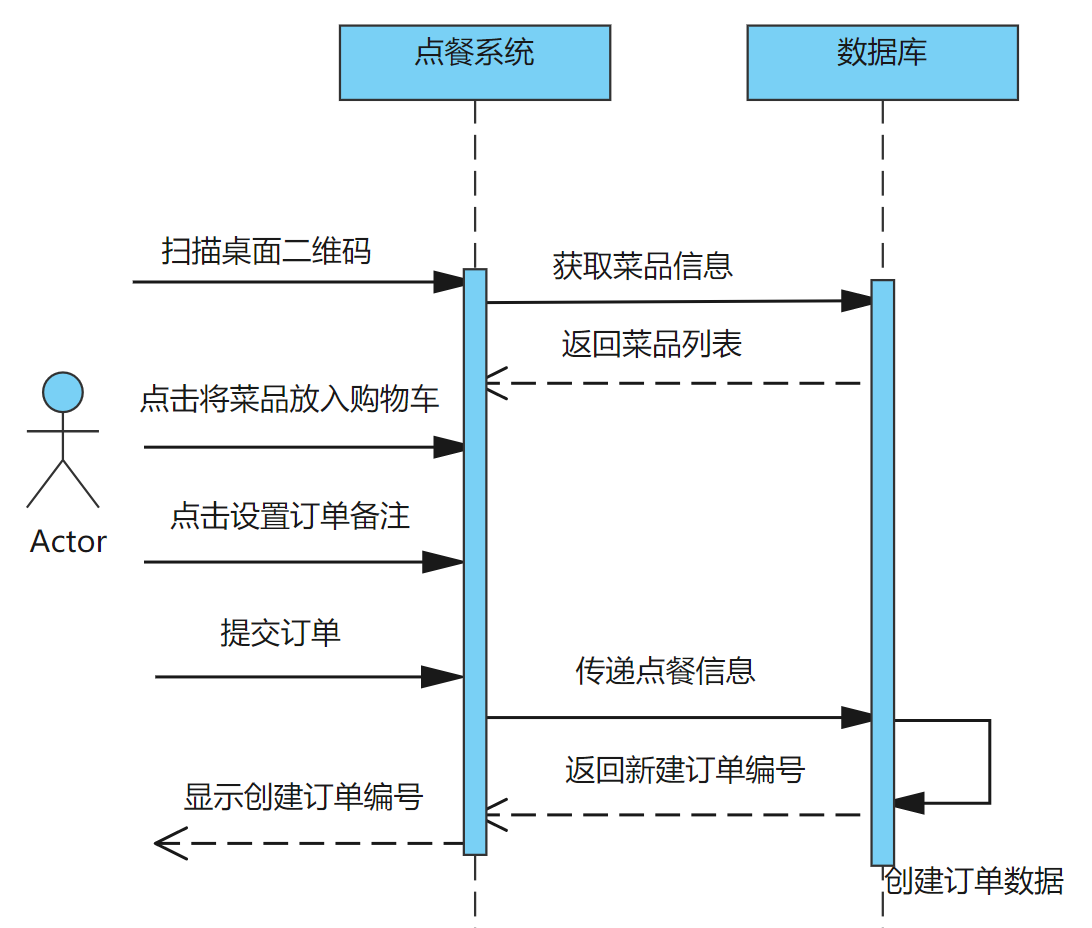 点餐系统
数据库
扫描桌面二维码
获取菜品信息
返回菜品列表
点击将菜品放入购物车
点击设置订单备注
Actor
提交订单
传递点餐信息
返回新建订单编号
显示创建订单编号
创建订单数据